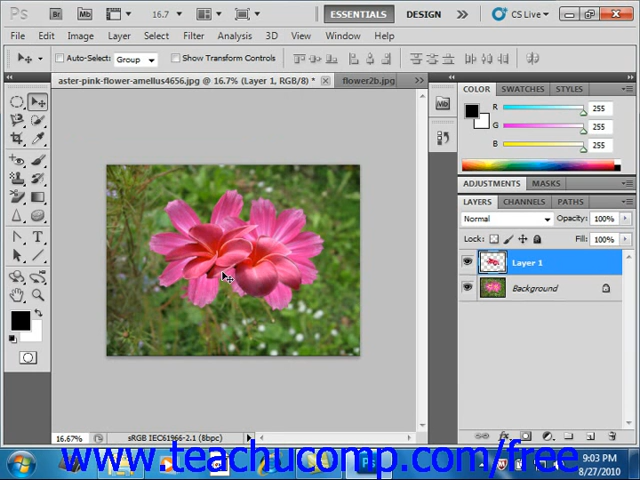 Ps Br Mb 16.7 ESSENTIALS DESIGN CS Live
File Edit Image Layer Select Filter Analysis 3D View Window Help
Auto-Select: Group Show Transform Controls
aster-pink-flower-amellus4656.jpg @ 16.7% (Layer 1, RGB/8) * flower2b.jpg
COLOR SWATCHES STYLES
R 255
G 255
B 255
ADJUSTMENTS MASKS
LAYERS CHANNELS PATHS
Normal Opacity: 100%
Lock: Fill: 100%
Layer 1
Background
16.67% sRGB IEC61966-2.1 (8bpc)
www.teachucomp.com/free
9:03 PM
8/27/2010